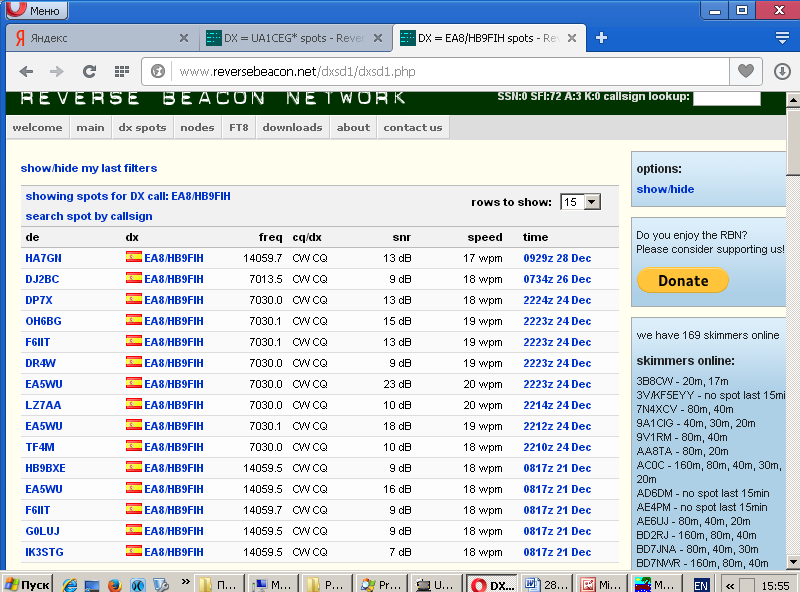 Меню
Яндекс
DX = UA1CEG* spots - Rever
DX = EA8/HB9FIH spots - Rev
www.reversebeacon.net/dxsd1/dxsd1.php
REVERSE BEACON NETWORK
SSN:0 SFI:72 A:3 K:0 callsign lookup:
welcome main dx spots nodes FT8 downloads about contact us
show/hide my last filters
showing spots for DX call: EA8/HB9FIH
search spot by callsign
rows to show: 15
de dx freq cq/dx snr speed time
HA7GN EA8/HB9FIH 14059.7 CW CQ 13 dB 17 wpm 0929z 28 Dec
DJ2BC EA8/HB9FIH 7013.5 CW CQ 9 dB 18 wpm 0734z 26 Dec
DP7X EA8/HB9FIH 7030.0 CW CQ 13 dB 18 wpm 2224z 24 Dec
OH6BG EA8/HB9FIH 7030.1 CW CQ 15 dB 19 wpm 2223z 24 Dec
F6IIT EA8/HB9FIH 7030.1 CW CQ 13 dB 19 wpm 2223z 24 Dec
DR4W EA8/HB9FIH 7030.0 CW CQ 9 dB 19 wpm 2223z 24 Dec
EA5WU EA8/HB9FIH 7030.0 CW CQ 23 dB 20 wpm 2223z 24 Dec
LZ7AA EA8/HB9FIH 7030.0 CW CQ 10 dB 20 wpm 2214z 24 Dec
EA5WU EA8/HB9FIH 7030.1 CW CQ 18 dB 19 wpm 2212z 24 Dec
TF4M EA8/HB9FIH 7030.0 CW CQ 10 dB 18 wpm 2210z 24 Dec
HB9BXE EA8/HB9FIH 14059.5 CW CQ 9 dB 18 wpm 0817z 21 Dec
EA5WU EA8/HB9FIH 14059.5 CW CQ 16 dB 18 wpm 0817z 21 Dec
F6IIT EA8/HB9FIH 14059.7 CW CQ 9 dB 18 wpm 0817z 21 Dec
G0LUJ EA8/HB9FIH 14059.5 CW CQ 9 dB 18 wpm 0817z 21 Dec
IK3STG EA8/HB9FIH 14059.5 CW CQ 7 dB 18 wpm 0817z 21 Dec
options:
show/hide
Do you enjoy the RBN?
Please consider supporting us!
Donate
we have 169 skimmers online
skimmers online:
3B8CW - 20m, 17m
3V/KF5EYY - no spot last 15min
7N4XCV - 80m, 40m
9A1CIG - 40m, 30m, 20m
9V1RM - 80m, 40m
AA8TA - 80m, 20m
AC0C - 160m, 80m, 40m, 30m,
20m
AD6DM - no spot last 15min
AE4PM - no spot last 15min
AE6UJ - 80m, 40m, 20m
BD2RJ - 160m, 80m, 40m
BD7JNA - 80m, 40m, 30m
BD7NWR - 160m, 80m, 40m
Пуск » П... М... P... Pr... U... DX... 28... Mi... M... EN « 15:55